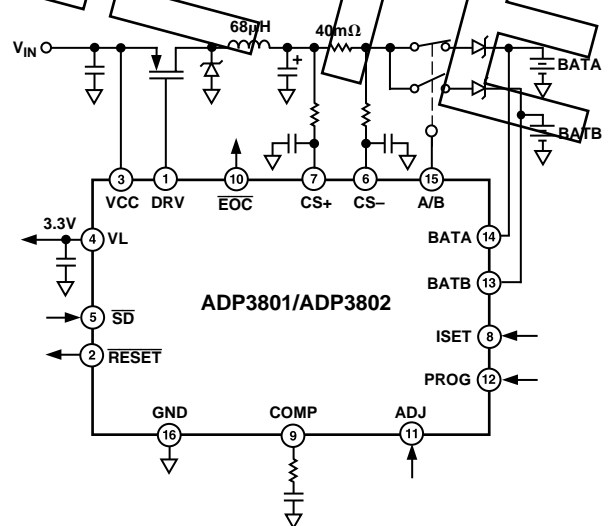 68µH
40mΩ
VIN
BATA
BATB
3 1 10 7 6 15
VCC DRV EOC CS+ CS– A/B
3.3V
4 VL
BATA 14
BATB 13
ADP3801/ADP3802
5 SD
ISET 8
2 RESET
PROG 12
GND COMP ADJ
16 9 11